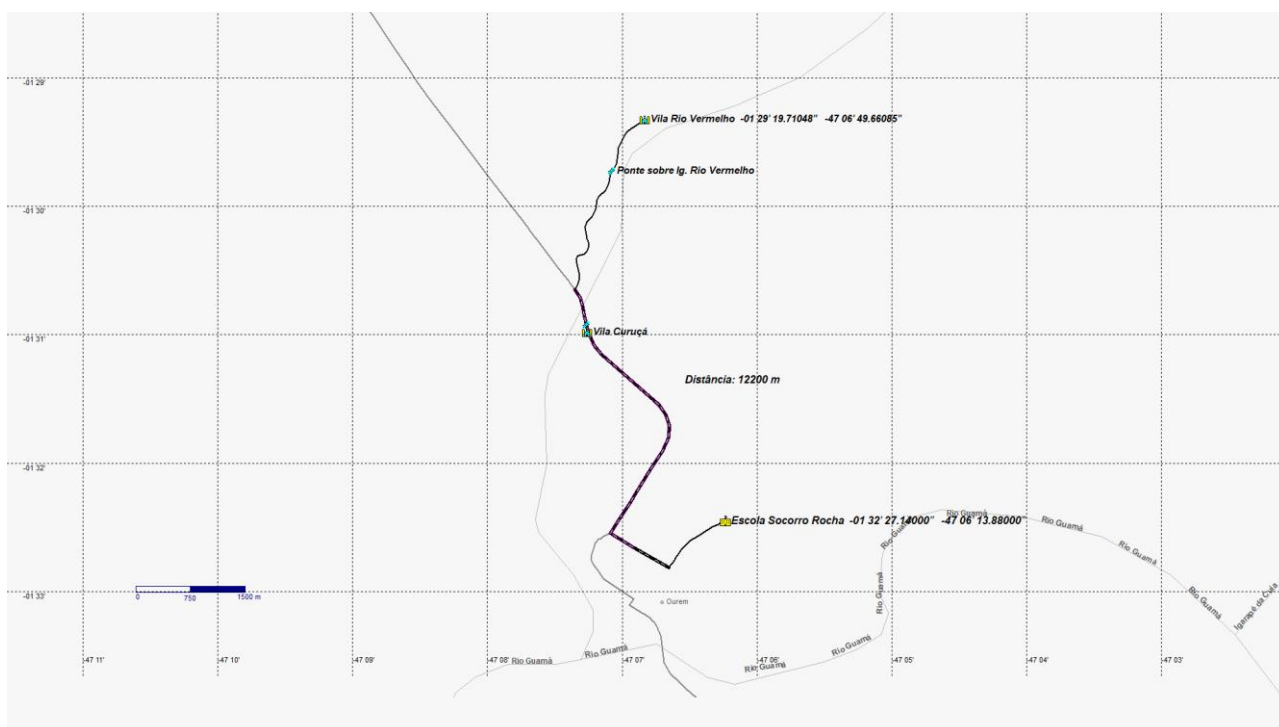 -01 29'
Vila Rio Vermelho -01 29' 19.71048" -47 06' 49.66085"
Ponte sobre Ig. Rio Vermelho
-01 30'
-01 31'
Vila Curuçá
Distância: 12200 m
-01 32'
Escola Socorro Rocha -01 32' 27.14000" -47 06' 13.88000"
Rio Guamá
Rio Guamá
Rio Guamá
Rio Guamá
Rio Guamá
Rio Guamá
Igarapé da Cuia
-01 33'
0 750 1500 m
Ourem
Rio Guamá
Rio Guamá
Rio Guamá
Rio Guamá
-47 11' -47 10' -47 09' -47 08' -47 07' -47 06' -47 05' -47 04' -47 03'